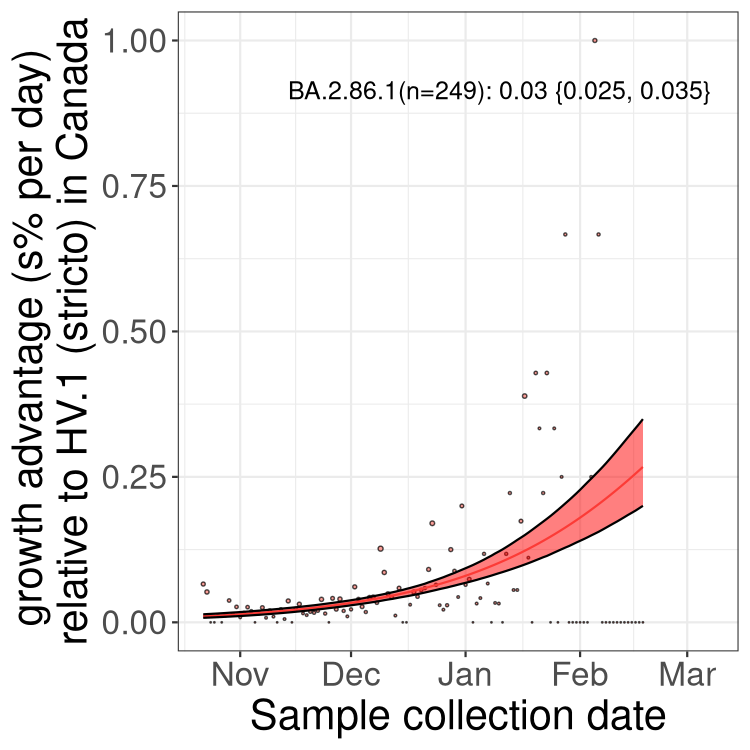 growth advantage (s% per day)
relative to HV.1 (stricto) in Canada
1.00
0.75
0.50
0.25
0.00
BA.2.86.1(n=249): 0.03 {0.025, 0.035}
Nov Dec Jan Feb Mar
Sample collection date